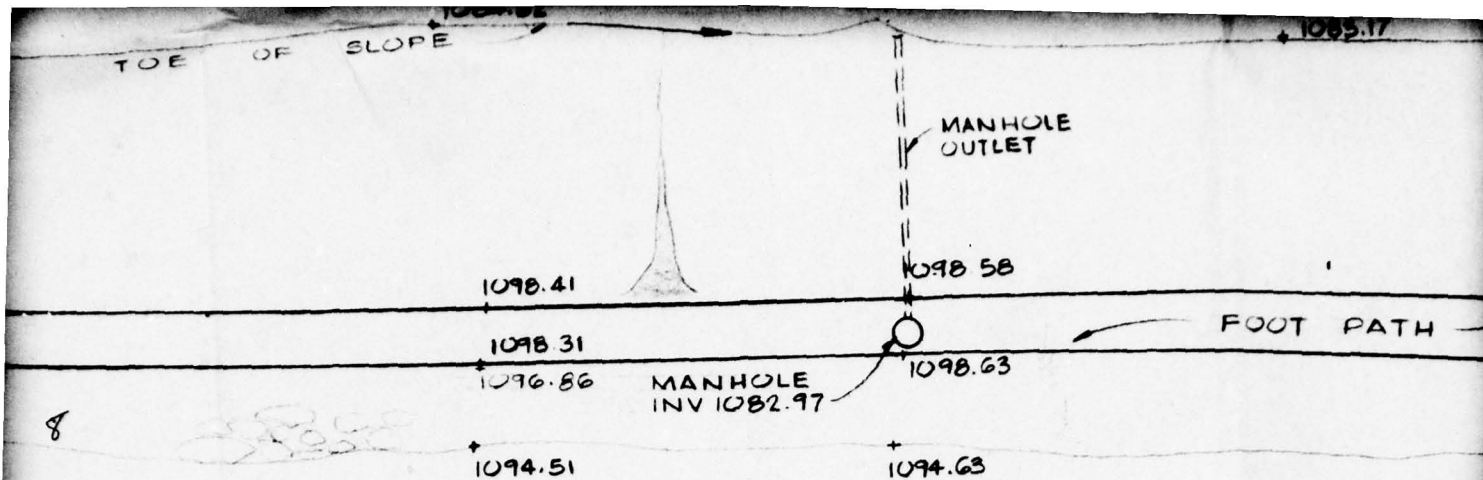 1085.17
TOE OF SLOPE
MANHOLE
OUTLET
1098.58
1098.41
FOOT PATH
1098.31
1098.63
1096.86
MANHOLE
INV 1082.97
8
1094.51
1094.63